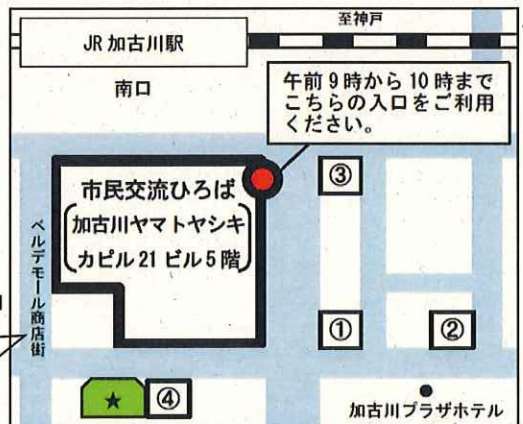 至神戸
JR 加古川駅
南口
午前9時から10時まで
こちらの入口をご利用
ください。
市民交流ひろば
加古川ヤマトヤシキ
カピル21 ビル5階
ベルデモール商店街
③
①
②
★
④
加古川プラザホテル